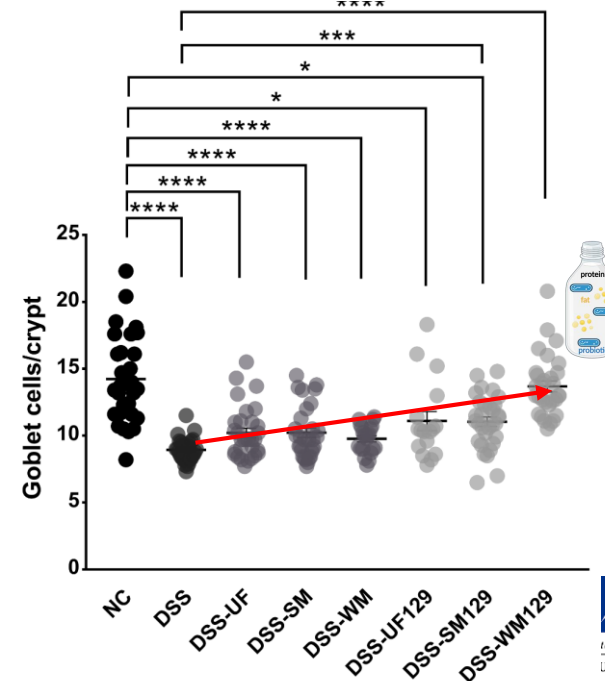 ****
***
*
*
****
****
****
****
25
20
15
10
5
0
Goblet cells/crypt
NC
DSS
DSS-UF
DSS-SM
DSS-WM
DSS-UF129
DSS-SM129
DSS-WM129
protein
fat